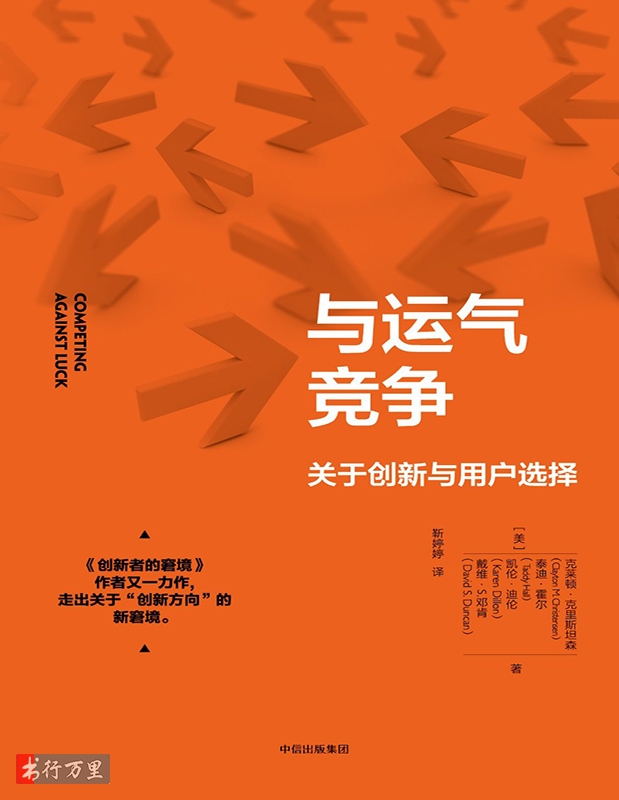 COMPETING
AGAINST LUCK
与运气
竞争
关于创新与用户选择
[美]
克莱顿·克里斯坦森
(Clayton M. Christensen)
泰迪·霍尔
(Taddy Hall)
凯伦·迪伦
(Karen Dillon)
戴维·S.邓肯
(David S. Duncan)
著
靳婷婷 译
《创新者的窘境》
作者又一力作，
走出关于“创新方向”的
新窘境。
中信出版集团
书行万里